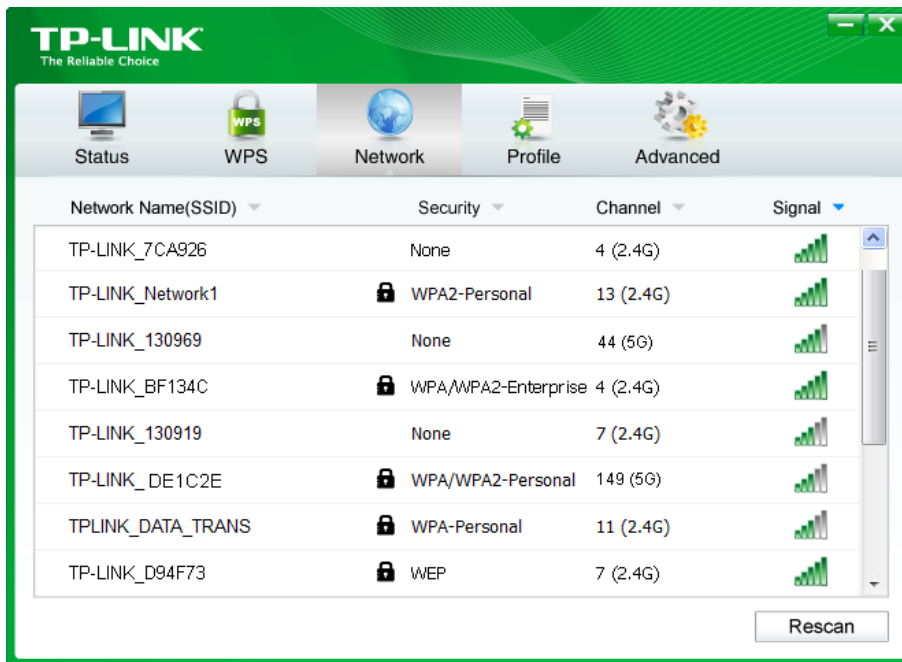 TP-LINK
The Reliable Choice
WPS
Status WPS Network Profile Advanced
Network Name(SSID) Security Channel Signal
TP-LINK_7CA926 None 4 (2.4G)
TP-LINK_Network1 WPA2-Personal 13 (2.4G)
TP-LINK_130969 None 44 (5G)
TP-LINK_BF134C WPA/WPA2-Enterprise 4 (2.4G)
TP-LINK_130919 None 7 (2.4G)
TP-LINK_ DE1C2E WPA/WPA2-Personal 149 (5G)
TPLINK_DATA_TRANS WPA-Personal 11 (2.4G)
TP-LINK_D94F73 WEP 7 (2.4G)
Rescan